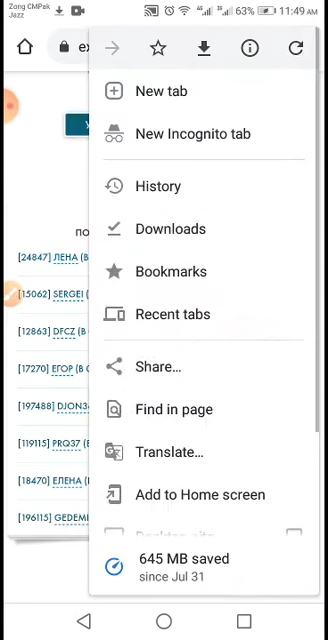 Zong CMPak
Jazz
63% 11:49 AM
New tab
New Incognito tab
History
Downloads
Bookmarks
Recent tabs
Share...
Find in page
Translate...
Add to Home screen
645 MB saved
since Jul 31
[24847] ЛЕНА (В
[15062] SERGEI (
[12863] DFCZ (В
[17270] ЕГОР (В
[197488] DJON3
[119115] PRQ37 (
[18470] ЕЛЕНА (
[196115] GEDEM